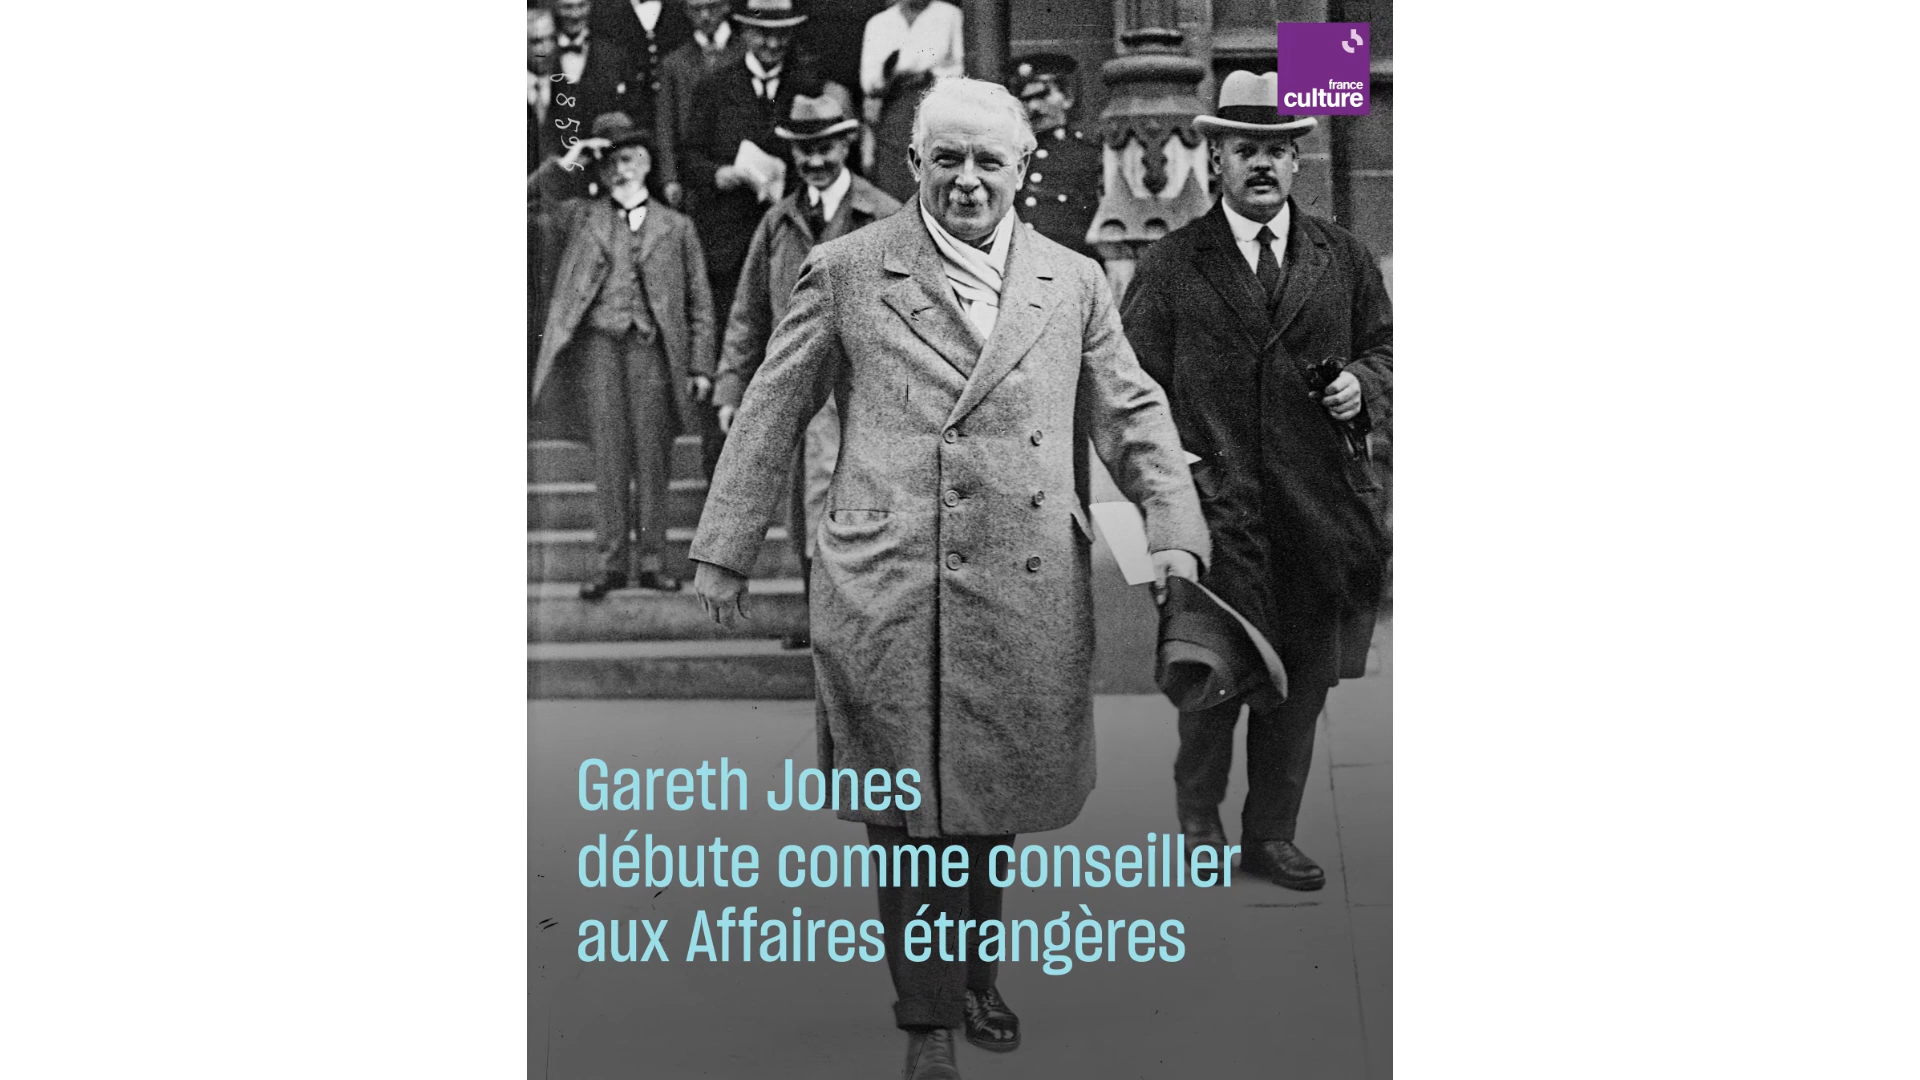 france
culture
Gareth Jones
débute comme conseiller
aux Affaires étrangères